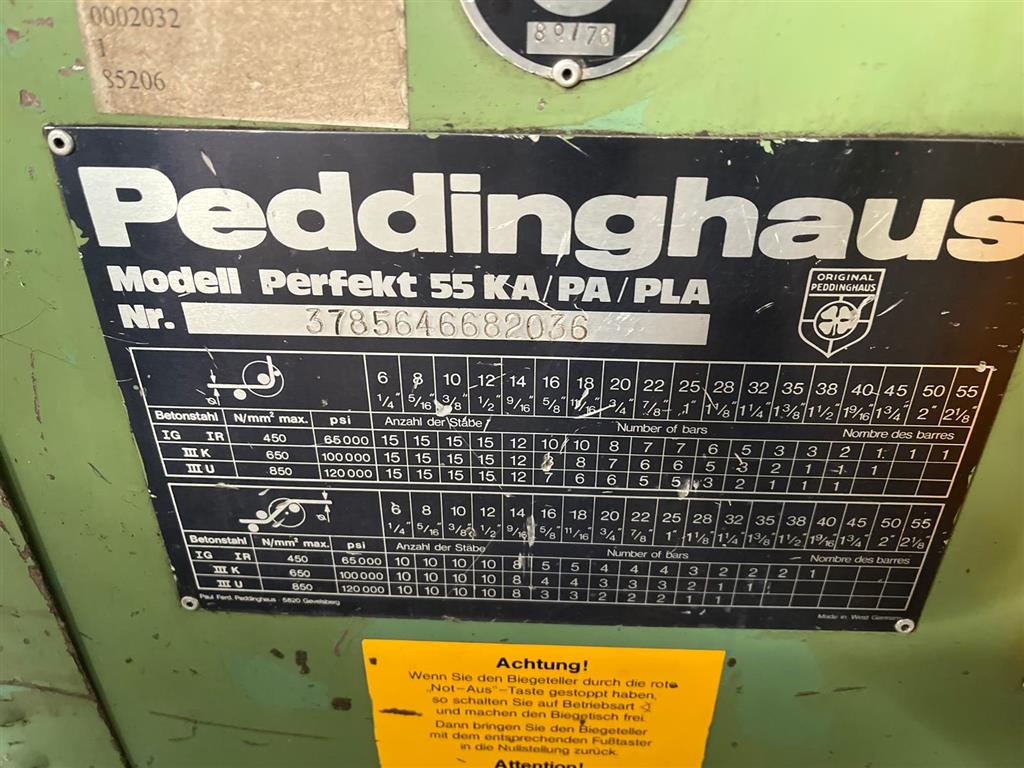 0002032
1
85206
89/76
Peddinghaus
Modell Perfekt 55 KA/PA/PLA
ORIGINAL
PEDDINGHAUS
Nr. 3785646682036
6 8 10 12 14 16 18 20 22 25 28 32 35 38 40 45 50 55
1/4" 5/16" 3/8" 1/2" 9/16" 5/8" 11/16" 3/4" 7/8" 1" 1 1/8" 1 1/4" 1 3/8" 1 1/2" 1 9/16" 1 3/4" 2" 2 1/8"
Betonstahl N/mm² max. psi Anzahl der Stäbe Number of bars Nombre des barres
IG IR 450 65000 15 15 15 15 12 10 10 8 7 7 6 5 3 3 2 1 1 1
III K 650 100000 15 15 15 15 12 8 8 7 6 6 5 3 2 1 1 1
III U 850 120000 15 15 15 15 12 7 6 6 5 5 3 2 1 1 1
6 8 10 12 14 16 18 20 22 25 28 32 35 38 40 45 50 55
1/4" 5/16" 3/8" 1/2" 9/16" 5/8" 11/16" 3/4" 7/8" 1" 1 1/8" 1 1/4" 1 3/8" 1 1/2" 1 9/16" 1 3/4" 2" 2 1/8"
Betonstahl N/mm² max. psi Anzahl der Stäbe Number of bars Nombre des barres
IG IR 450 65000 10 10 10 10 8 5 5 4 4 4 3 2 2 2 1
III K 650 100000 10 10 10 10 8 4 4 3 3 3 2 1 1
III U 850 120000 10 10 10 10 8 3 3 2 2 2 1 1
Paul Ferd. Peddinghaus · 5820 Gevelsberg
Made in West Germany
Achtung!
Wenn Sie den Biegeteller durch die rote
„Not-Aus"-Taste gestoppt haben,
so schalten Sie auf Betriebsart
und machen den Biegetisch frei.
Dann bringen Sie den Biegeteller
mit dem entsprechenden Fußtaster
in die Nullstellung zurück.
Attention!